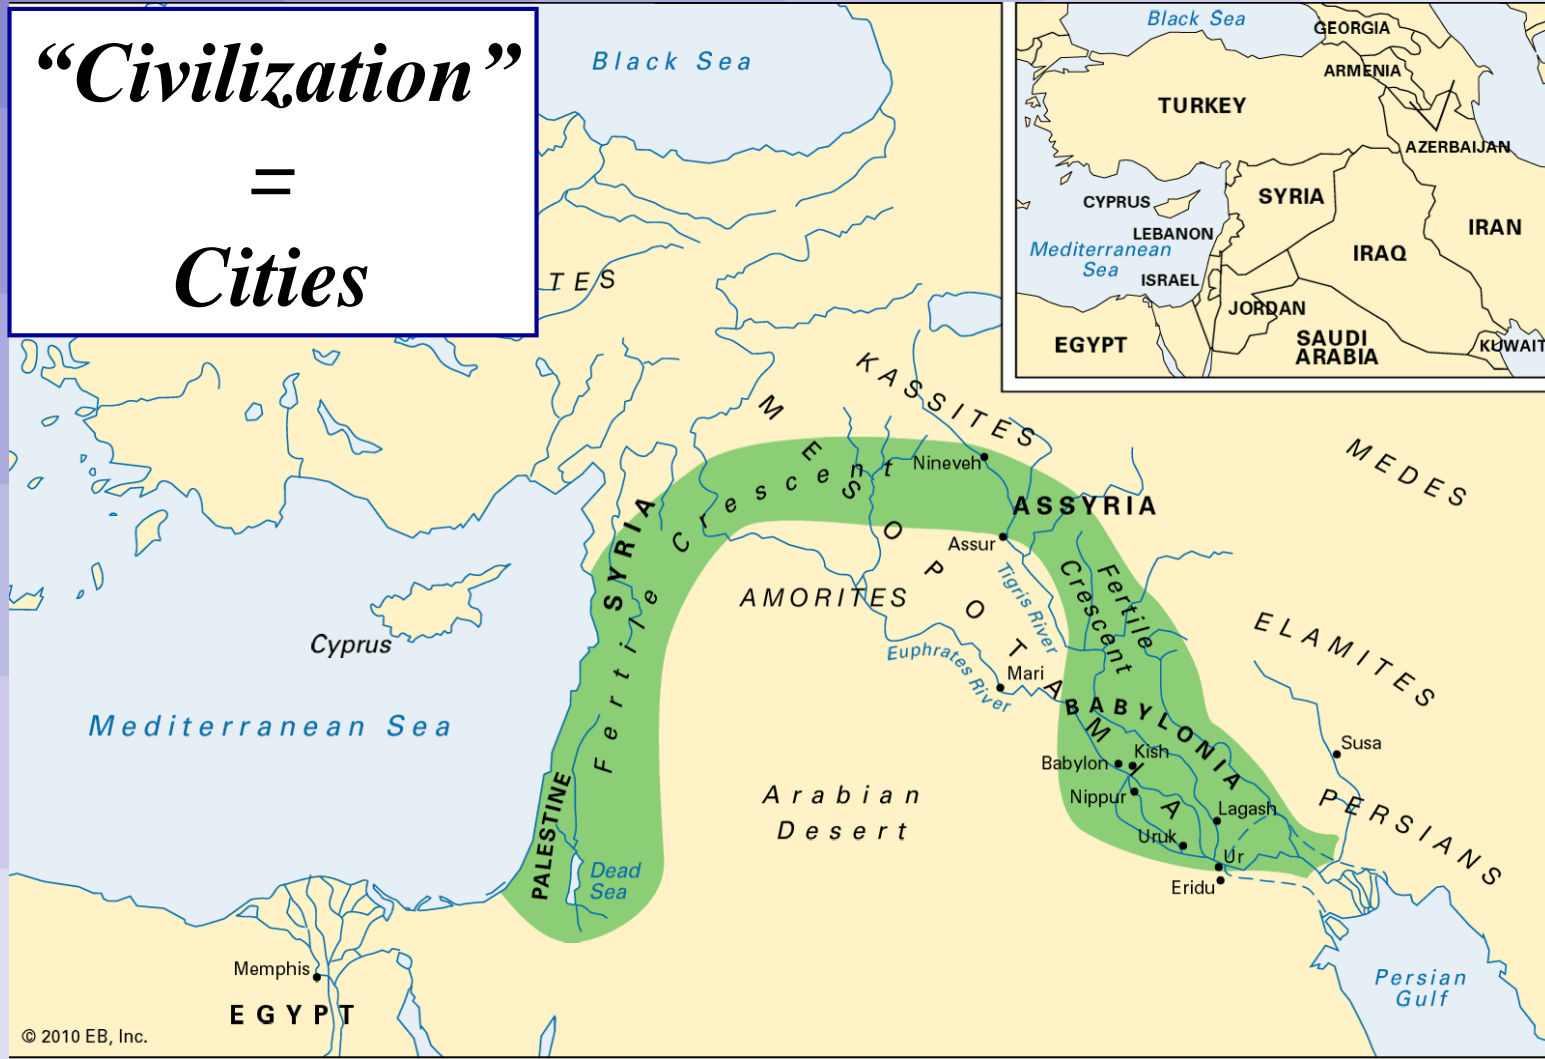 “Civilization”
=
Cities
Black Sea
TES
KASSITES
MEDES
MESOPOTAMIA
Nineveh
ASSYRIA
Assur
Fertile Crescent
Fertile
Crescent
SYRIA
AMORITES
Tigris River
Euphrates River
Mari
ELAMITES
Cyprus
Mediterranean Sea
BABYLONIA
Babylon
Kish
Nippur
Lagash
Uruk
Ur
Eridu
Susa
PERSIANS
Arabian
Desert
PALESTINE
Dead
Sea
Memphis
EGYPT
Persian
Gulf
© 2010 EB, Inc.
Black Sea
GEORGIA
ARMENIA
TURKEY
AZERBAIJAN
CYPRUS
SYRIA
LEBANON
IRAN
Mediterranean
Sea
IRAQ
ISRAEL
JORDAN
EGYPT
SAUDI
ARABIA
KUWAIT